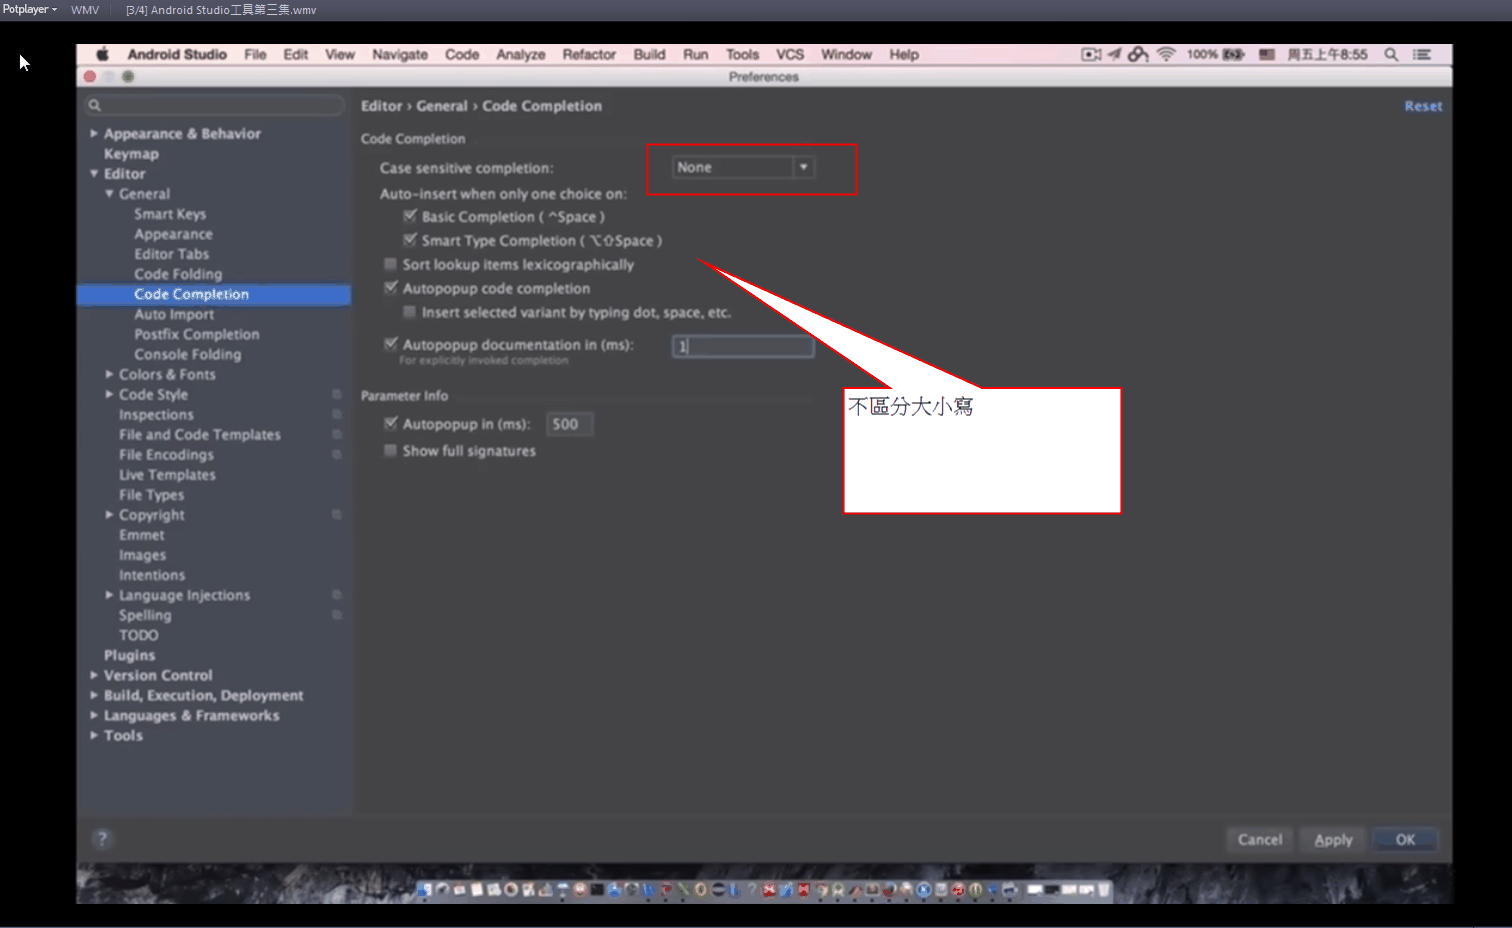 Potplayer WMV [3/4] Android Studio工具第三集.wmv
Android Studio File Edit View Navigate Code Analyze Refactor Build Run Tools VCS Window Help 100% 周五上午8:55
Preferences
Editor › General › Code Completion Reset
Appearance & Behavior
Keymap
Editor
General
Smart Keys
Appearance
Editor Tabs
Code Folding
Code Completion
Auto Import
Postfix Completion
Console Folding
Colors & Fonts
Code Style
Inspections
File and Code Templates
File Encodings
Live Templates
File Types
Copyright
Emmet
Images
Intentions
Language Injections
Spelling
TODO
Plugins
Version Control
Build, Execution, Deployment
Languages & Frameworks
Tools
Code Completion
Case sensitive completion: None
Auto-insert when only one choice on:
Basic Completion ( ^Space )
Smart Type Completion ( ⌥⇧Space )
Sort lookup items lexicographically
Autopopup code completion
Insert selected variant by typing dot, space, etc.
Autopopup documentation in (ms): 1
For explicitly invoked completion
Parameter Info
Autopopup in (ms): 500
Show full signatures
不區分大小寫
? Cancel Apply OK